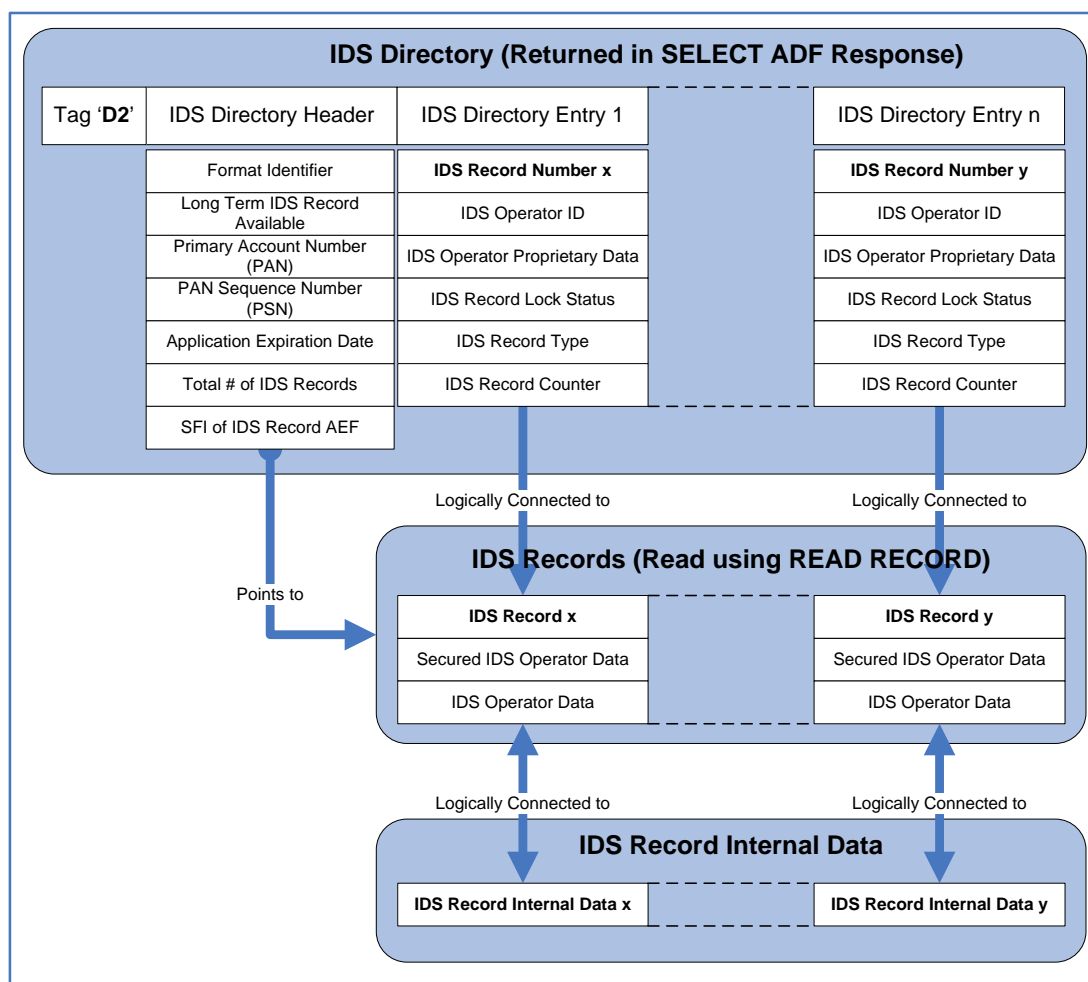 IDS Directory (Returned in SELECT ADF Response)
Tag ‘D2’
IDS Directory Header
IDS Directory Entry 1
IDS Directory Entry n
Format Identifier
Long Term IDS Record
Available
Primary Account Number
(PAN)
PAN Sequence Number
(PSN)
Application Expiration Date
Total # of IDS Records
SFI of IDS Record AEF
IDS Record Number x
IDS Operator ID
IDS Operator Proprietary Data
IDS Record Lock Status
IDS Record Type
IDS Record Counter
IDS Record Number y
IDS Operator ID
IDS Operator Proprietary Data
IDS Record Lock Status
IDS Record Type
IDS Record Counter
Logically Connected to
Logically Connected to
Points to
IDS Records (Read using READ RECORD)
IDS Record x
Secured IDS Operator Data
IDS Operator Data
IDS Record y
Secured IDS Operator Data
IDS Operator Data
Logically Connected to
Logically Connected to
IDS Record Internal Data
IDS Record Internal Data x
IDS Record Internal Data y